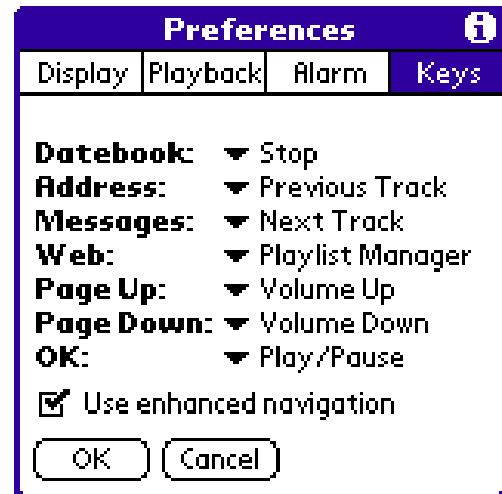 Preferences i
Display Playback Alarm Keys
Datebook: Stop
Address: Previous Track
Messages: Next Track
Web: Playlist Manager
Page Up: Volume Up
Page Down: Volume Down
OK: Play/Pause
Use enhanced navigation
OK Cancel